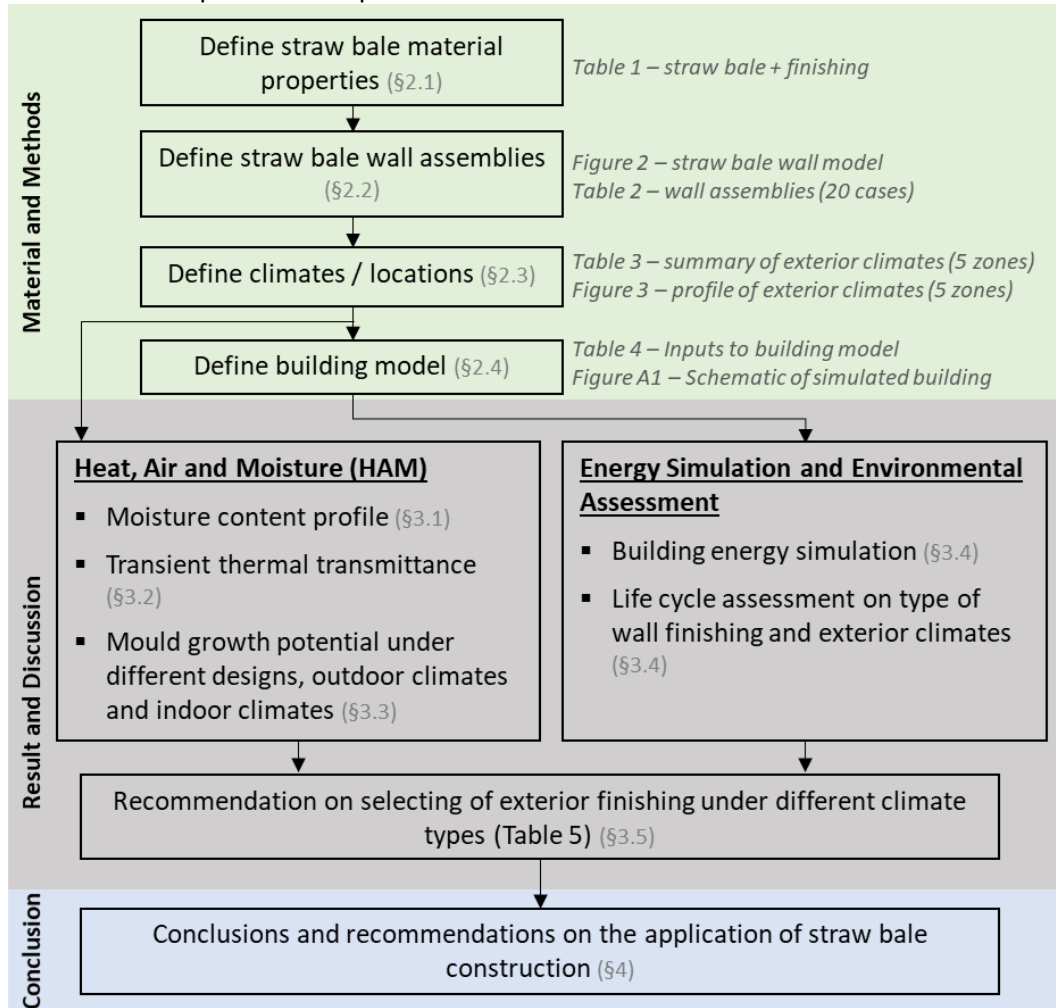 Material and Methods
Define straw bale material
properties (§2.1)
Table 1 – straw bale + finishing
Define straw bale wall assemblies
(§2.2)
Figure 2 – straw bale wall model
Table 2 – wall assemblies (20 cases)
Define climates / locations (§2.3)
Table 3 – summary of exterior climates (5 zones)
Figure 3 – profile of exterior climates (5 zones)
Define building model (§2.4)
Table 4 – Inputs to building model
Figure A1 – Schematic of simulated building
Result and Discussion
Heat, Air and Moisture (HAM)
▪ Moisture content profile (§3.1)
▪ Transient thermal transmittance
(§3.2)
▪ Mould growth potential under
different designs, outdoor climates
and indoor climates (§3.3)
Energy Simulation and Environmental
Assessment
▪ Building energy simulation (§3.4)
▪ Life cycle assessment on type of
wall finishing and exterior climates
(§3.4)
Recommendation on selecting of exterior finishing under different climate
types (Table 5) (§3.5)
Conclusion
Conclusions and recommendations on the application of straw bale
construction (§4)